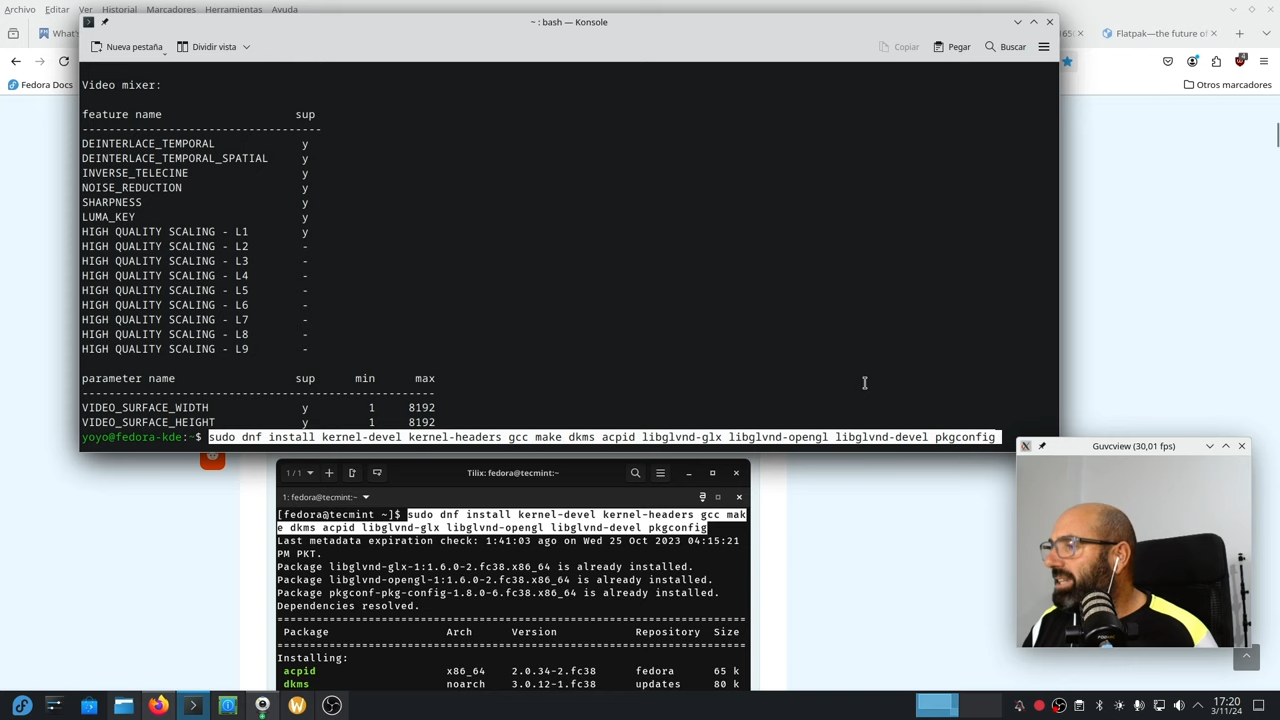 Archivo Editar Ver Historial Marcadores Herramientas Ayuda
~ : bash — Konsole
What's
Flatpak—the future of
Nueva pestaña Dividir vista Copiar Pegar Buscar
Fedora Docs
Otros marcadores
Video mixer:
feature name sup
------------------------------------
DEINTERLACE_TEMPORAL y
DEINTERLACE_TEMPORAL_SPATIAL y
INVERSE_TELECINE y
NOISE_REDUCTION y
SHARPNESS y
LUMA_KEY y
HIGH QUALITY SCALING - L1 y
HIGH QUALITY SCALING - L2 -
HIGH QUALITY SCALING - L3 -
HIGH QUALITY SCALING - L4 -
HIGH QUALITY SCALING - L5 -
HIGH QUALITY SCALING - L6 -
HIGH QUALITY SCALING - L7 -
HIGH QUALITY SCALING - L8 -
HIGH QUALITY SCALING - L9 -
parameter name sup min max
-----------------------------------------------------
VIDEO_SURFACE_WIDTH y 1 8192
VIDEO_SURFACE_HEIGHT y 1 8192
yoyo@fedora-kde:~$ sudo dnf install kernel-devel kernel-headers gcc make dkms acpid libglvnd-glx libglvnd-opengl libglvnd-devel pkgconfig
Guvcview (30,01 fps)
1 / 1 Tilix: fedora@tecmint:~
1: fedora@tecmint:~
[fedora@tecmint ~]$ sudo dnf install kernel-devel kernel-headers gcc mak
e dkms acpid libglvnd-glx libglvnd-opengl libglvnd-devel pkgconfig
Last metadata expiration check: 1:41:03 ago on Wed 25 Oct 2023 04:15:21
PM PKT.
Package libglvnd-glx-1:1.6.0-2.fc38.x86_64 is already installed.
Package libglvnd-opengl-1:1.6.0-2.fc38.x86_64 is already installed.
Package pkgconf-pkg-config-1.8.0-6.fc38.x86_64 is already installed.
Dependencies resolved.
========================================================================
Package Arch Version Repository Size
========================================================================
Installing:
acpid x86_64 2.0.34-2.fc38 fedora 65 k
dkms noarch 3.0.12-1.fc38 updates 80 k
17:20
3/11/24